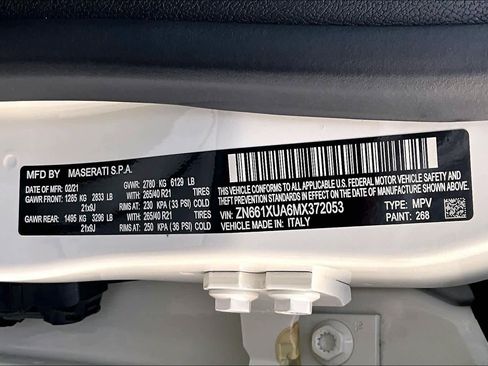 MFD BY MASERATI S.P.A.
DATE OF MFR: 02/21 GVWR: 2780 KG 6129 LB
GAWR FRONT: 1285 KG 2833 LB WITH 265/40 R21 TIRES
21x9J RIMS AT: 230 KPA (33 PSI) COLD
GAWR REAR: 1495 KG 3296 LB WITH 265/40 R21 TIRES
21x9J RIMS AT: 250 KPA (36 PSI) COLD
THIS VEHICLE CONFORMS TO ALL APPLICABLE
U.S. FEDERAL MOTOR VEHICLE SAFETY
BUMPER AND THEFT PREVENTION STANDARDS IN EFFECT
ON THE DATE OF MANUFACTURE SHOWN ABOVE.
VIN: ZN661XUA6MX372053 TYPE: MPV
VEHICLE MADE IN: ITALY PAINT: 268